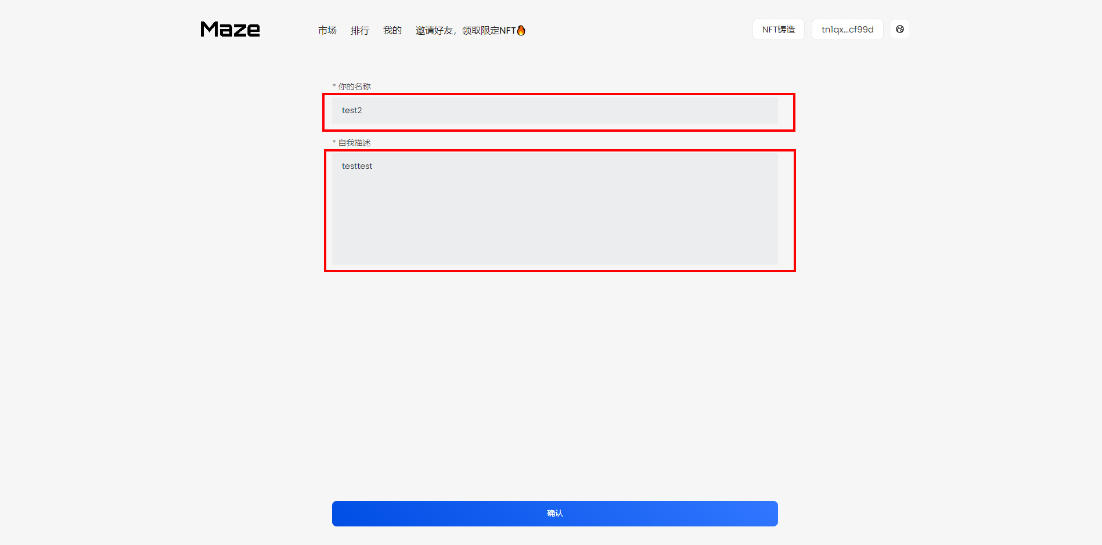 Maze 市场 排行 我的 邀请好友，领取限定NFT🔥 NFT铸造 tn1qx...cf99d
* 你的名称
test2
* 自我描述
testtest
确认